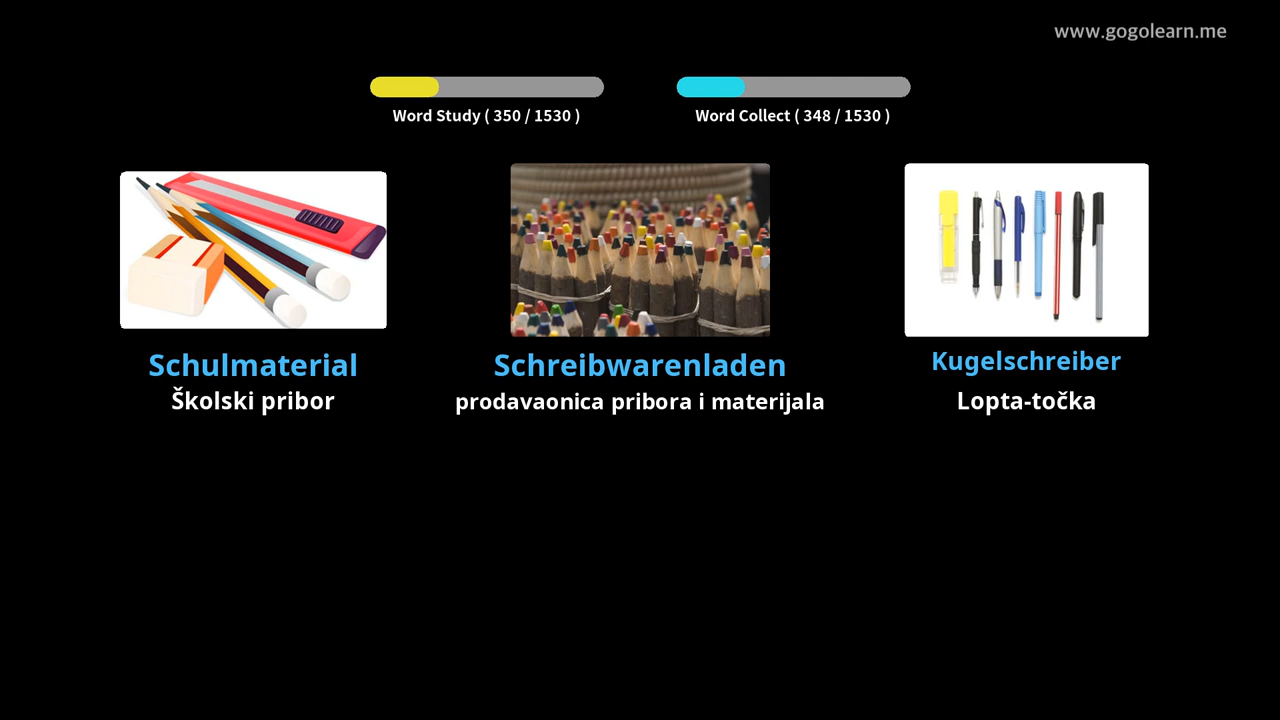 www.gogolearn.me
Word Study ( 350 / 1530 )
Word Collect ( 348 / 1530 )
Schulmaterial
Školski pribor
Schreibwarenladen
prodavaonica pribora i materijala
Kugelschreiber
Lopta-točka